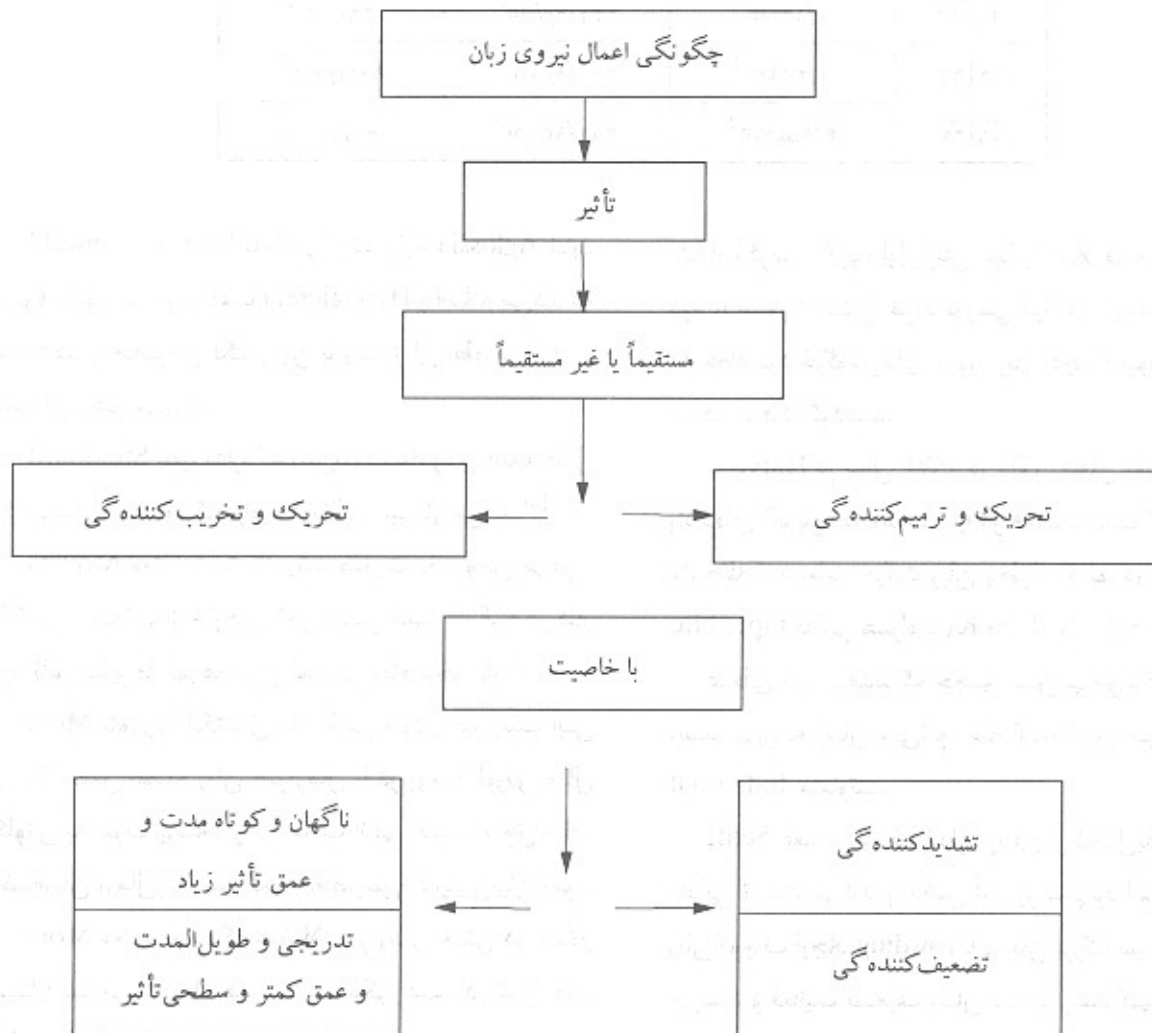 چگونگی اعمال نیروی زبان
تأثیر
مستقیماً یا غیر مستقیماً
تحریک و ترمیم‌کننده‌گی
تحریک و تخریب‌کننده‌گی
با خاصیت
تشدیدکننده‌گی
تضعیف‌کننده‌گی
ناگهان و کوتاه مدت و
عمق تأثیر زیاد
تدریجی و طویل‌المدت
و عمق کمتر و سطحی تأثیر